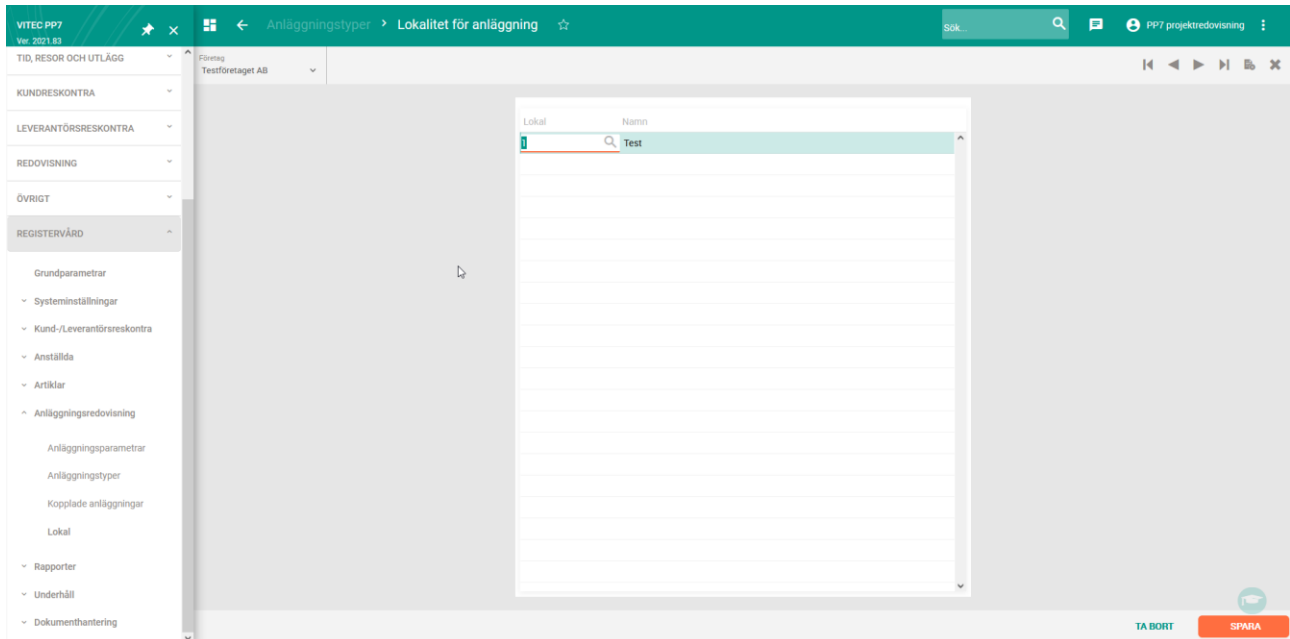 VITEC PP7
Ver. 2021.83
Anläggningstyper > Lokalitet för anläggning
Sök...
PP7 projektredovisning
TID, RESOR OCH UTLÄGG
KUNDRESKONTRA
LEVERANTÖRSRESKONTRA
REDOVISNING
ÖVRIGT
REGISTERVÅRD
Grundparametrar
Systeminställningar
Kund-/Leverantörsreskontra
Anställda
Artiklar
Anläggningsredovisning
Anläggningsparametrar
Anläggningstyper
Kopplade anläggningar
Lokal
Rapporter
Underhåll
Dokumenthantering
Företag
Testföretaget AB
Lokal Namn
1 Test
TA BORT
SPARA